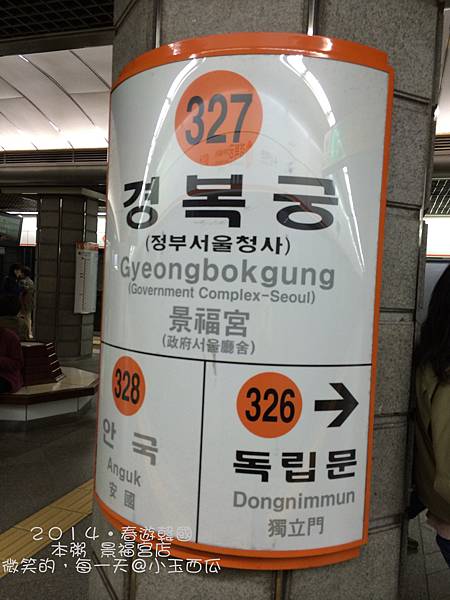 327
경복궁
(정부서울청사)
Gyeongbokgung
(Government Complex-Seoul)
景福宮
(政府서울廳舍)
328
안국
Anguk
安國
326 →
독립문
Dongnimmun
獨立門
2014·春遊韓國
本粥 景福宮店
微笑的，每一天@小玉西瓜